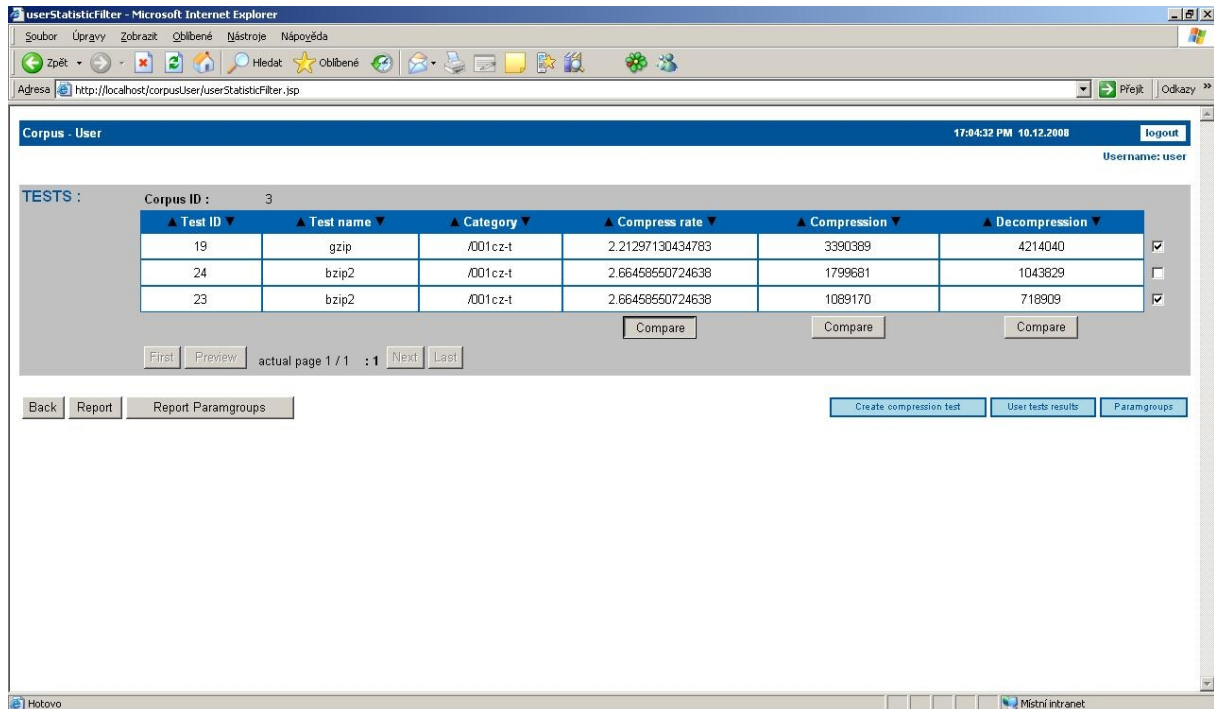 userStatisticFilter - Microsoft Internet Explorer
Soubor Úpravy Zobrazit Oblíbené Nástroje Nápověda
Zpět Hledat Oblíbené
Adresa http://localhost/corpusUser/userStatisticFilter.jsp Přejít Odkazy »
Corpus - User 17:04:32 PM 10.12.2008 logout
Username: user
TESTS : Corpus ID : 3
▲ Test ID ▼ ▲ Test name ▼ ▲ Category ▼ ▲ Compress rate ▼ ▲ Compression ▼ ▲ Decompression ▼
19 gzip /001cz-t 2.21297130434783 3390389 4214040
24 bzip2 /001cz-t 2.66458550724638 1799681 1043829
23 bzip2 /001cz-t 2.66458550724638 1089170 718909
Compare Compare Compare
First Preview actual page 1 / 1 : 1 Next Last
Back Report Report Paramgroups Create compression test User tests results Paramgroups
Hotovo Místní intranet